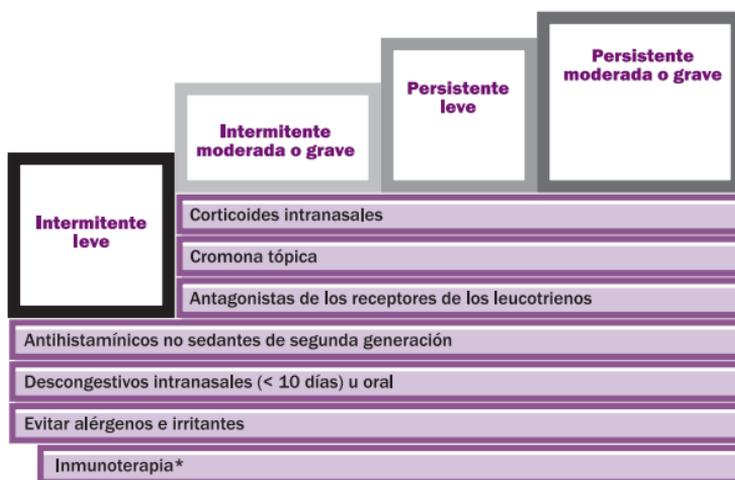 Persistente
moderada o grave
Persistente
leve
Intermitente
moderada o grave
Intermitente
leve
Corticoides intranasales
Cromona tópica
Antagonistas de los receptores de los leucotrienos
Antihistamínicos no sedantes de segunda generación
Descongestivos intranasales (< 10 días) u oral
Evitar alérgenos e irritantes
Inmunoterapia*